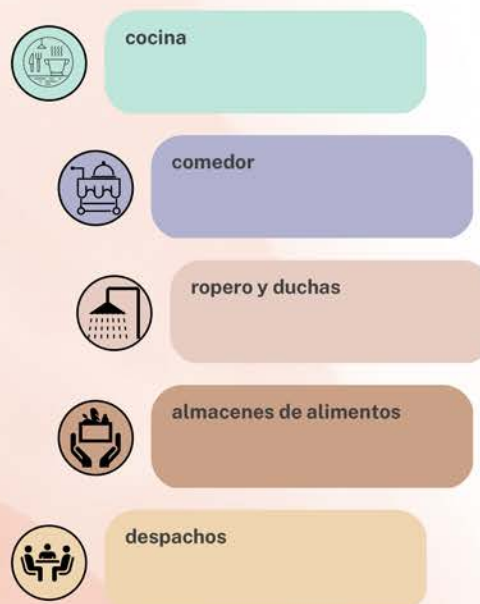 cocina
comedor
ropero y duchas
almacenes de alimentos
despachos